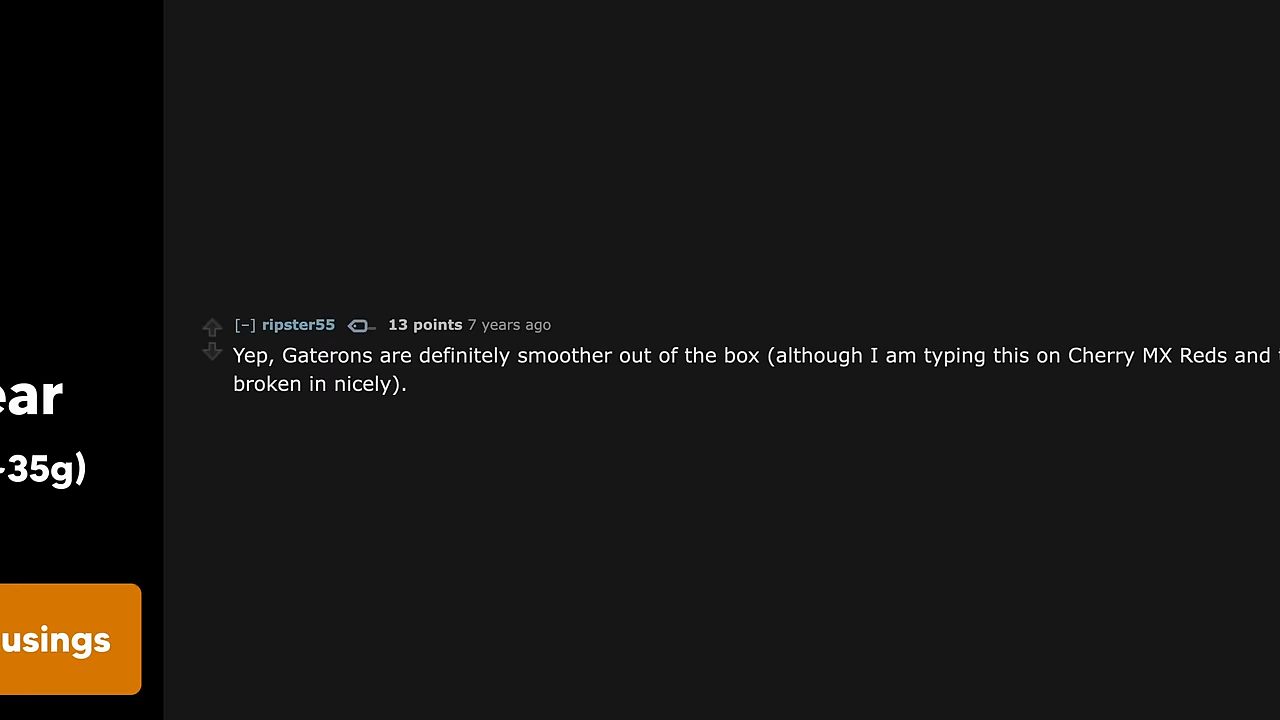 ear
35g)
usings
[–] ripster55 13 points 7 years ago
Yep, Gaterons are definitely smoother out of the box (although I am typing this on Cherry MX Reds and
broken in nicely).